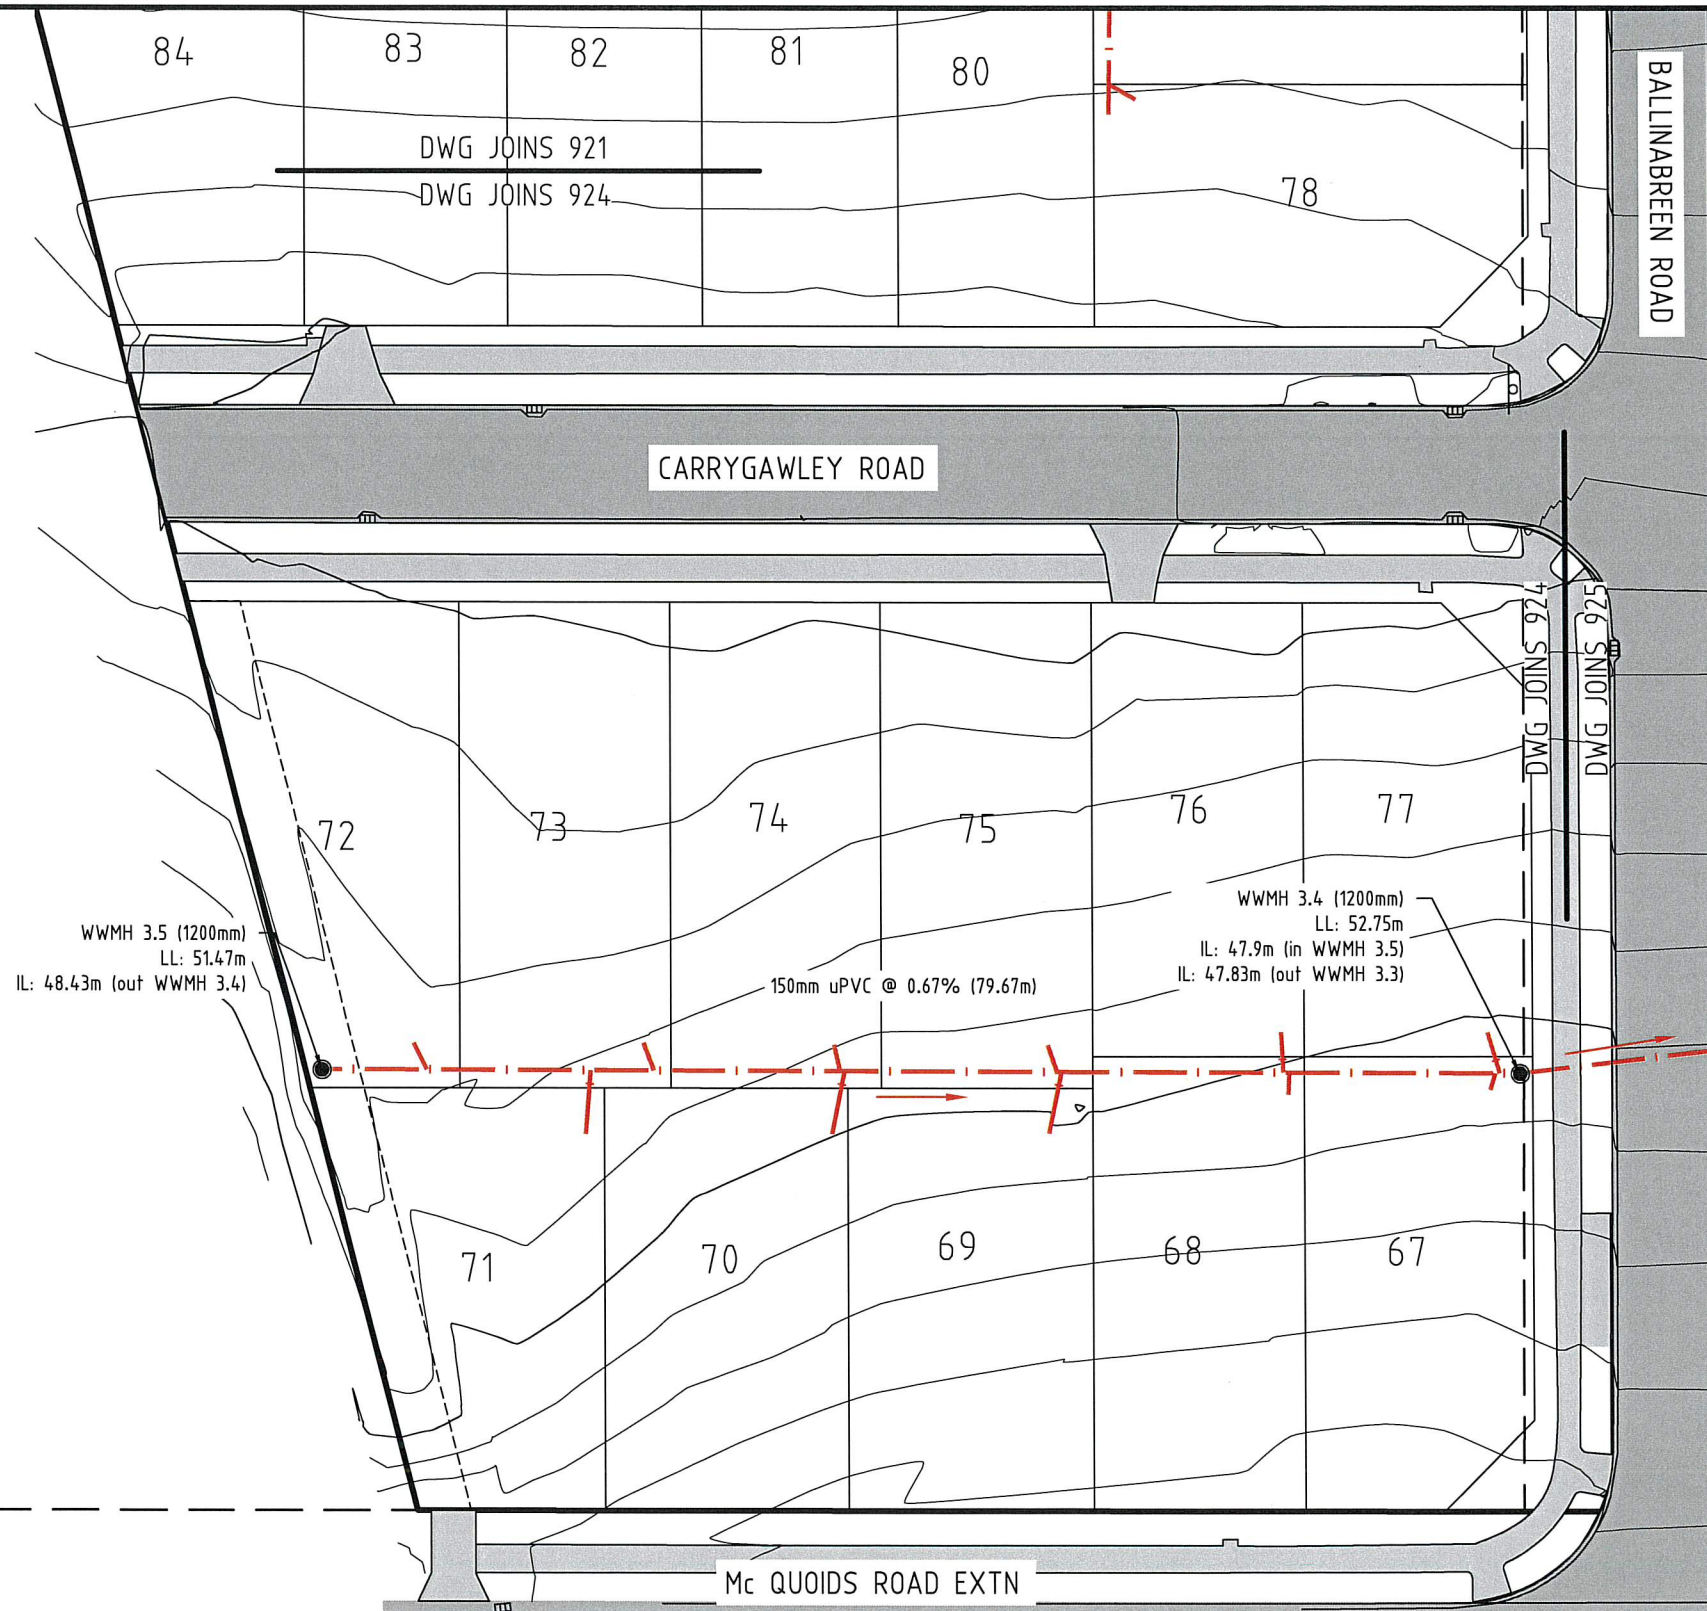 84
83
82
81
80
BALLINABREEN ROAD
DWG JOINS 921
DWG JOINS 924
78
CARRYGAWLEY ROAD
DWG JOINS 924
DWG JOINS 925
72
73
74
75
76
77
WWMH 3.5 (1200mm)
LL: 51.47m
IL: 48.43m (out WWMH 3.4)
150mm uPVC @ 0.67% (79.67m)
WWMH 3.4 (1200mm)
LL: 52.75m
IL: 47.9m (in WWMH 3.5)
IL: 47.83m (out WWMH 3.3)
71
70
69
68
67
Mc QUOIDS ROAD EXTN